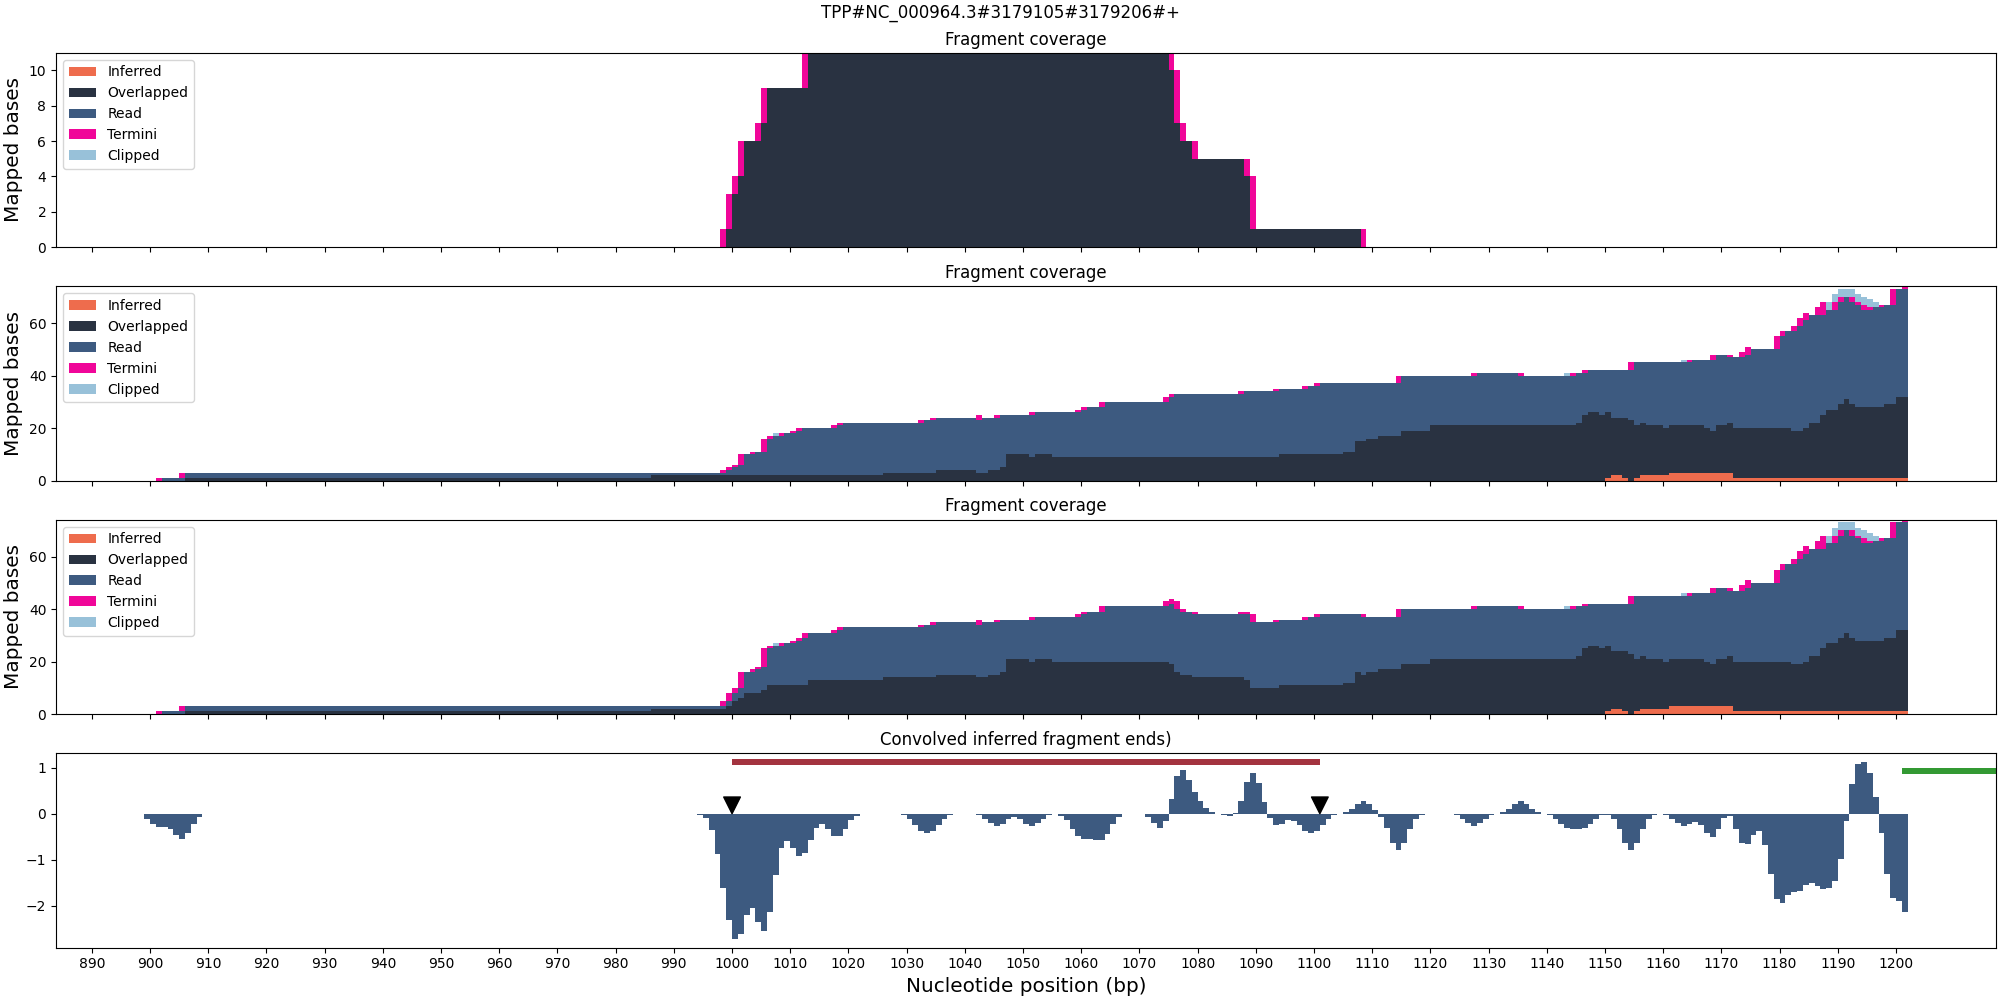 TPP#NC_000964.3#3179105#3179206#+
Fragment coverage
Mapped bases
10
8
6
4
2
0
Inferred
Overlapped
Read
Termini
Clipped
Fragment coverage
Mapped bases
60
40
20
0
Inferred
Overlapped
Read
Termini
Clipped
Fragment coverage
Mapped bases
60
40
20
0
Inferred
Overlapped
Read
Termini
Clipped
Convolved inferred fragment ends)
1
0
−1
−2
890 900 910 920 930 940 950 960 970 980 990 1000 1010 1020 1030 1040 1050 1060 1070 1080 1090 1100 1110 1120 1130 1140 1150 1160 1170 1180 1190 1200
Nucleotide position (bp)